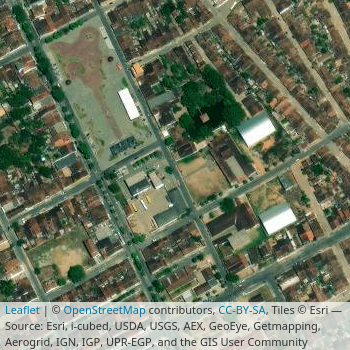 Leaflet | © OpenStreetMap contributors, CC-BY-SA, Tiles © Esri —
Source: Esri, i-cubed, USDA, USGS, AEX, GeoEye, Getmapping,
Aerogrid, IGN, IGP, UPR-EGP, and the GIS User Community